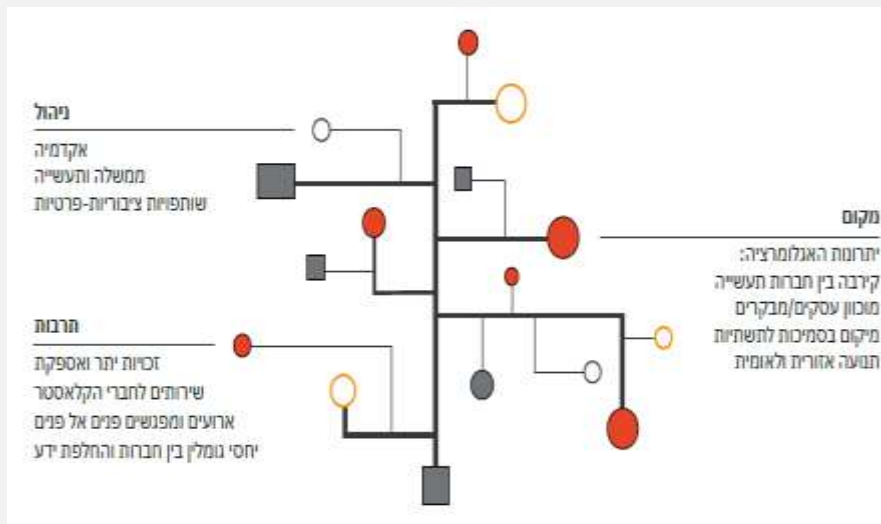 ניהול
אקדמיה
ממשלה ותעשייה
שותפויות ציבוריות-פרטיות
מקום
יתרונות האגלומרציה:
קירבה בין חברות תעשייה
מוכוון עסקים/מבקרים
מיקום בסמיכות לתשתיות
תנועה אזורית ולאומית
תרבות
זכויות יתר ואספקת
שירותים לחברי הקלאסטר
ארועים ומפגשים פנים אל פנים
יחסי גומלין בין חברות והחלפת ידע